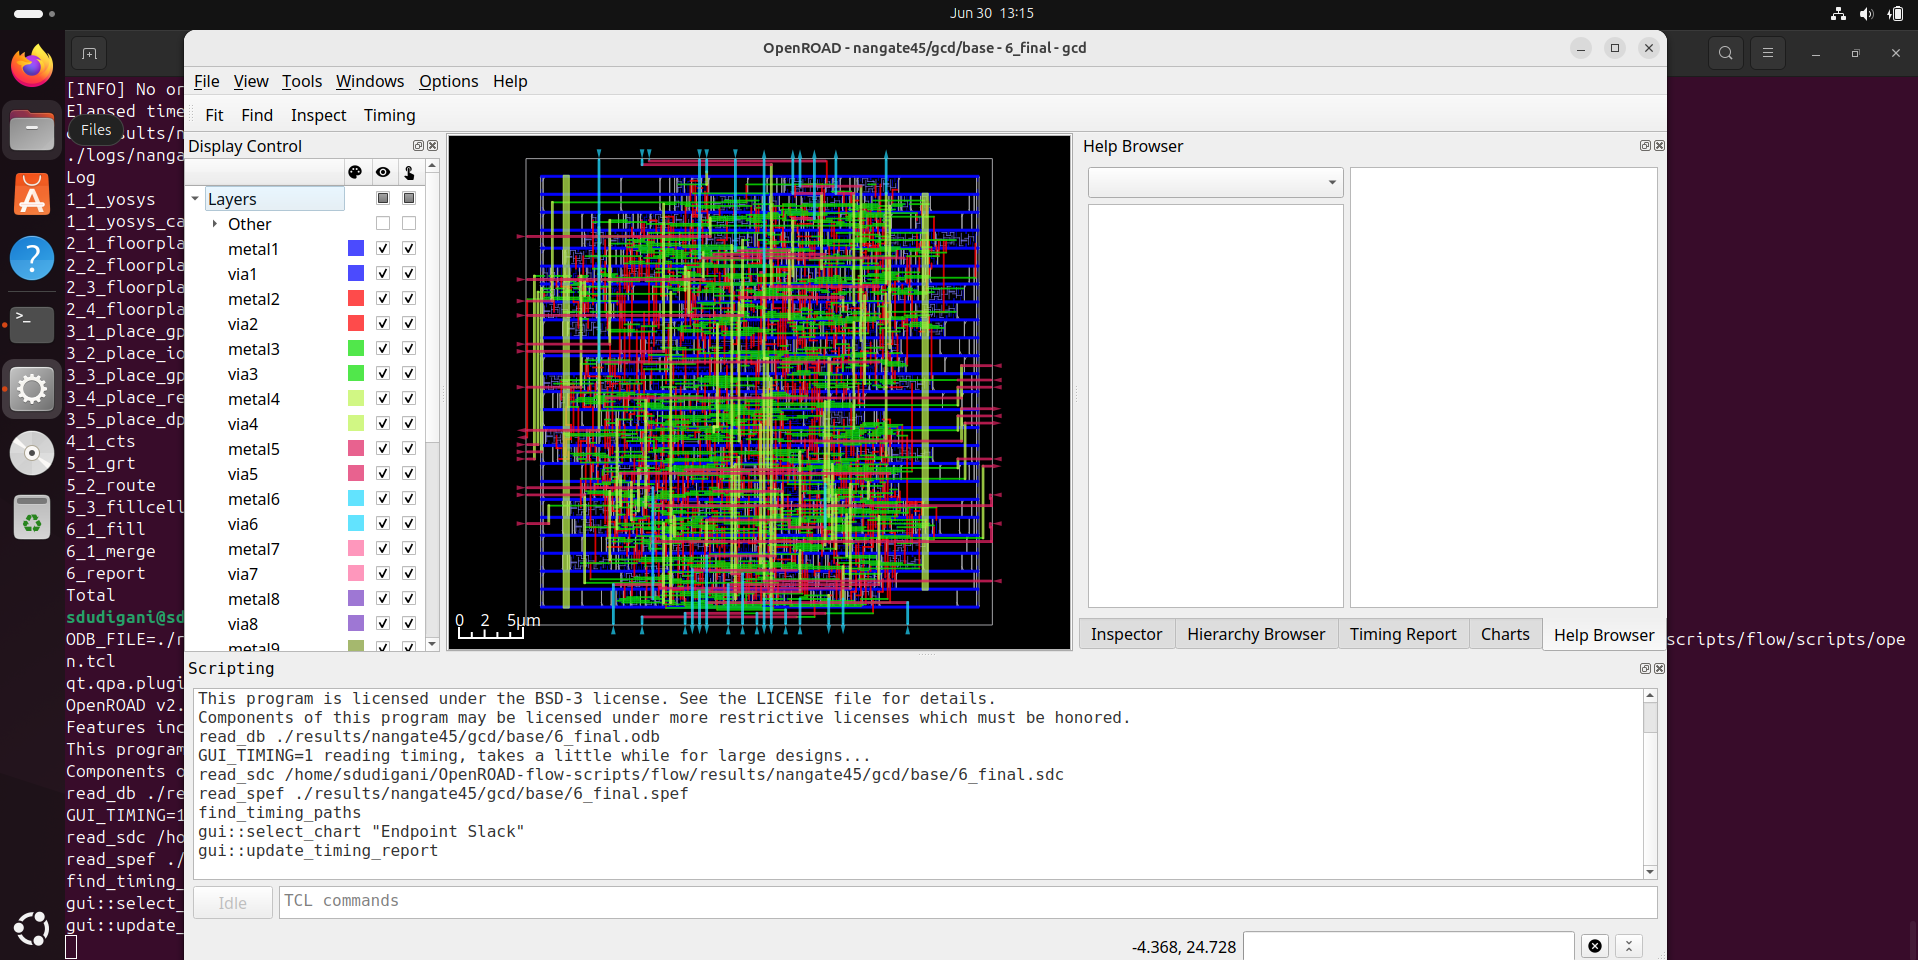 Jun 30 13:15
OpenROAD - nangate45/gcd/base - 6_final - gcd
File View Tools Windows Options Help
Fit Find Inspect Timing
Files
[INFO] No or
Elapsed time
./logs/nanga
Log
1_1_yosys
1_1_yosys_ca
2_1_floorpla
2_2_floorpla
2_3_floorpla
2_4_floorpla
3_1_place_gp
3_2_place_io
3_3_place_gp
3_4_place_re
3_5_place_dp
4_1_cts
5_1_grt
5_2_route
5_3_fillcell
6_1_fill
6_1_merge
6_report
Total
sdudigani@sd
ODB_FILE=./r
n.tcl
qt.qpa.plugi
OpenROAD v2.
Features inc
This program
Components o
read_db ./re
GUI_TIMING=1
read_sdc /ho
read_spef ./
find_timing_
gui::select_
gui::update_
scripts/flow/scripts/ope
Display Control
Layers
Other
metal1
via1
metal2
via2
metal3
via3
metal4
via4
metal5
via5
metal6
via6
metal7
via7
metal8
via8
metal9
0 2 5μm
Help Browser
Inspector Hierarchy Browser Timing Report Charts Help Browser
Scripting
This program is licensed under the BSD-3 license. See the LICENSE file for details.
Components of this program may be licensed under more restrictive licenses which must be honored.
read_db ./results/nangate45/gcd/base/6_final.odb
GUI_TIMING=1 reading timing, takes a little while for large designs...
read_sdc /home/sdudigani/OpenROAD-flow-scripts/flow/results/nangate45/gcd/base/6_final.sdc
read_spef ./results/nangate45/gcd/base/6_final.spef
find_timing_paths
gui::select_chart "Endpoint Slack"
gui::update_timing_report
Idle TCL commands
-4.368, 24.728